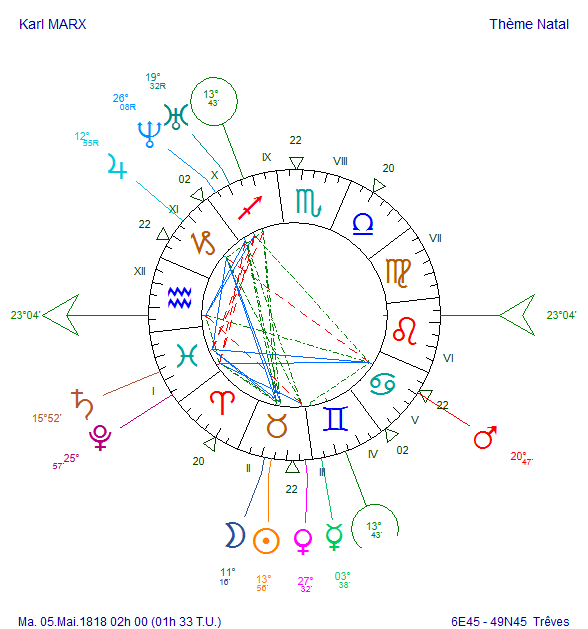 Karl MARX
Thème Natal
19°
32R
13°
43'
26°
08R
12°
55R
22
IX
VIII
20
X
02
XI
22
VII
XII
23°04'
23°04'
VI
I
22
V
15°52'
20°
47'
57' 25°
20
02
IV
II
III
22
11°
16'
13°
56'
27°
32'
03°
38'
13°
43'
Ma. 05.Mai.1818 02h 00 (01h 33 T.U.)
6E45 - 49N45 Trêves